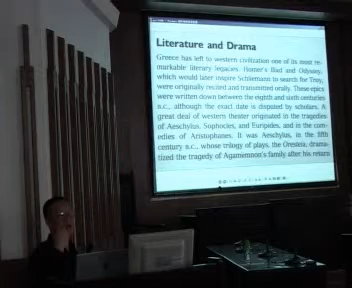 Literature and Drama
Greece has left to western civilization one of its most re-
markable literary legacies. Homer's Iliad and Odyssey,
which would later inspire Schliemann to search for Troy,
were originally recited and transmitted orally. These epics
were written down between the eighth and sixth centuries
B.C., although the exact date is disputed by scholars. A
great deal of western theater originated in the tragedies
of Aeschylus, Sophocles, and Euripides, and in the com-
edies of Aristophanes. It was Aeschylus, in the fifth
century B.C., whose trilogy of plays, the Oresteia, drama-
tized the tragedy of Agamemnon's family after his return